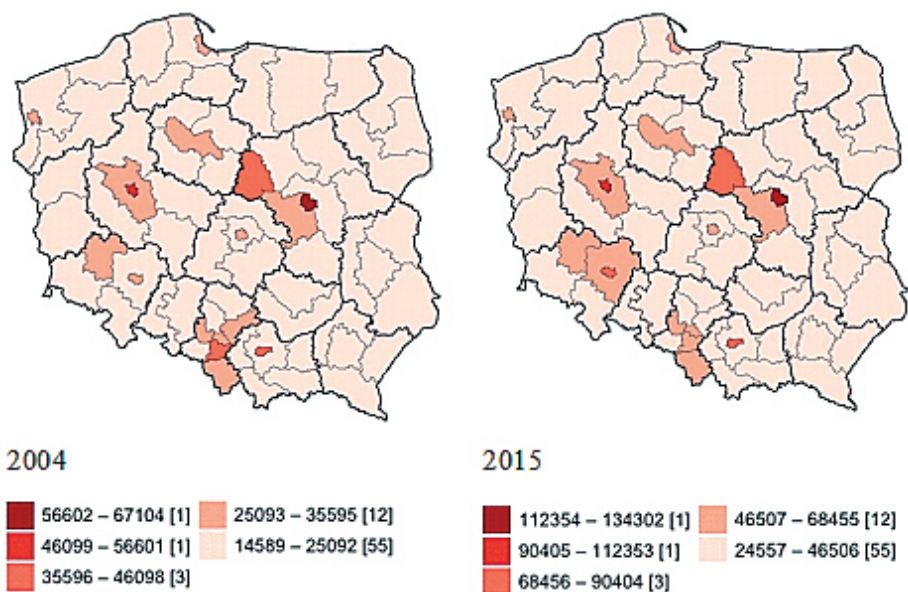 2004
56602 – 67104 [1]
46099 – 56601 [1]
35596 – 46098 [3]
25093 – 35595 [12]
14589 – 25092 [55]
2015
112354 – 134302 [1]
90405 – 112353 [1]
68456 – 90404 [3]
46507 – 68455 [12]
24557 – 46506 [55]